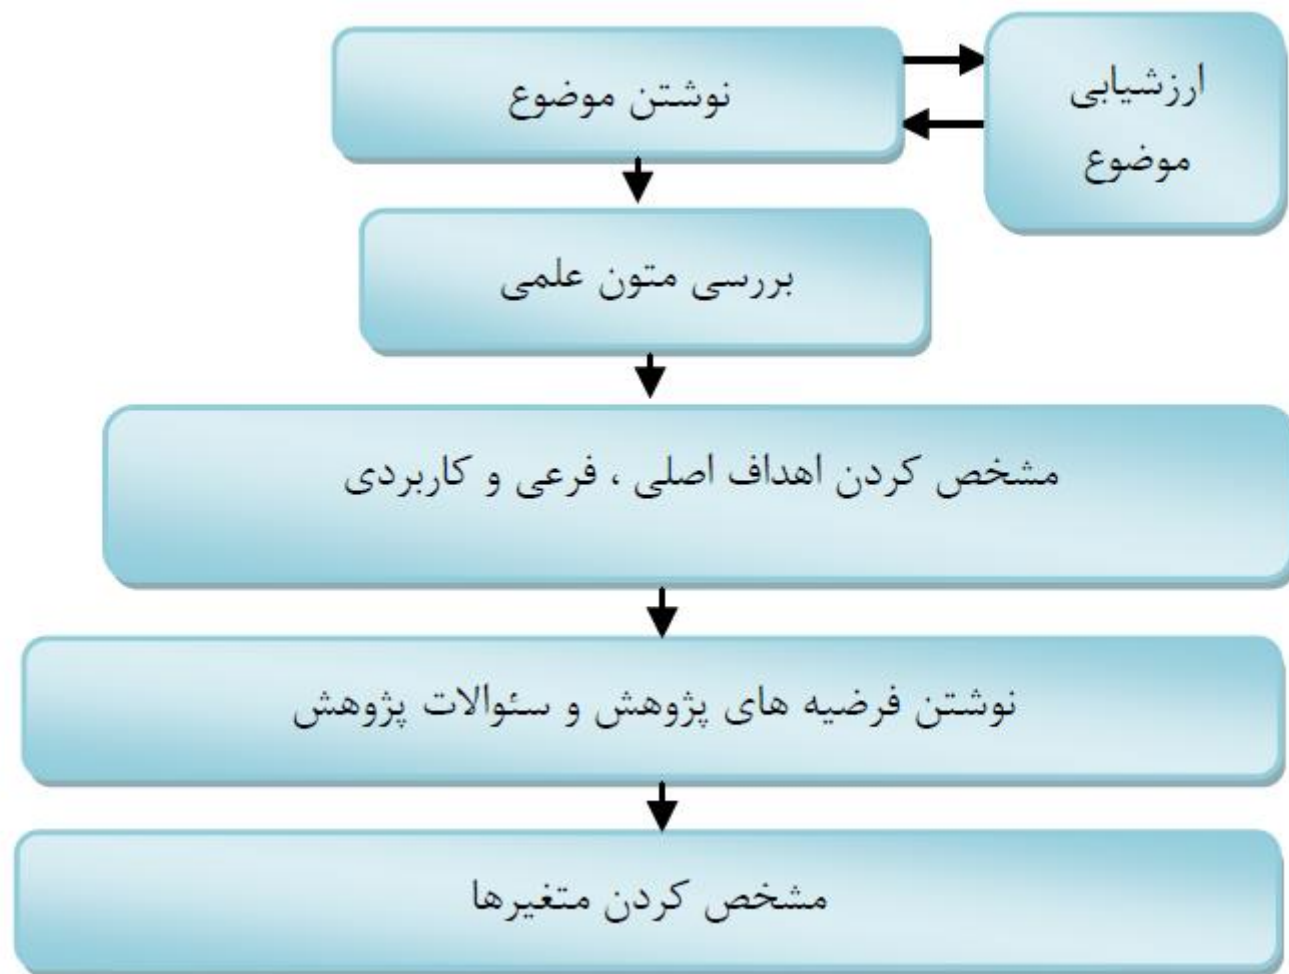 نوشتن موضوع
ارزشیابی
موضوع
بررسی متون علمی
مشخص کردن اهداف اصلی ، فرعی و کاربردی
نوشتن فرضیه های پژوهش و سئوالات پژوهش
مشخص کردن متغیرها